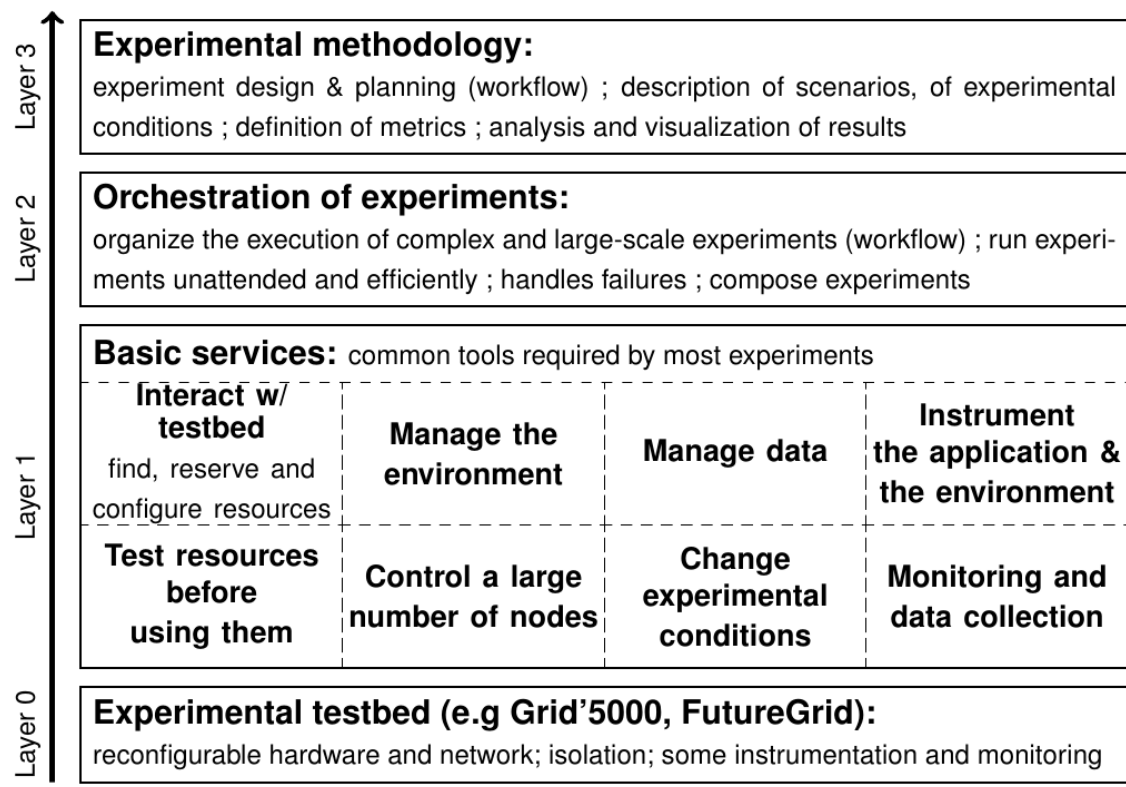 Layer 3
Experimental methodology:
experiment design & planning (workflow) ; description of scenarios, of experimental
conditions ; definition of metrics ; analysis and visualization of results
Layer 2
Orchestration of experiments:
organize the execution of complex and large-scale experiments (workflow) ; run experi-
ments unattended and efficiently ; handles failures ; compose experiments
Layer 1
Basic services: common tools required by most experiments
Interact w/
testbed
find, reserve and
configure resources
Manage the
environment
Manage data
Instrument
the application &
the environment
Test resources
before
using them
Control a large
number of nodes
Change
experimental
conditions
Monitoring and
data collection
Layer 0
Experimental testbed (e.g Grid'5000, FutureGrid):
reconfigurable hardware and network; isolation; some instrumentation and monitoring